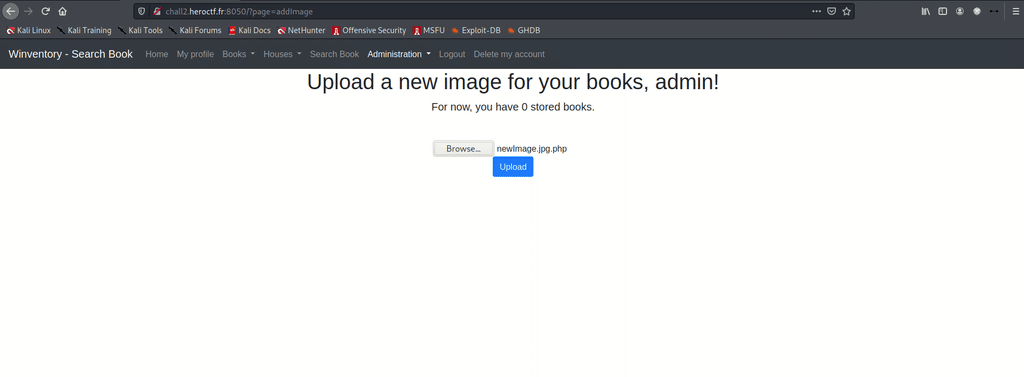 chall2.heroctf.fr:8050/?page=addImage
Kali Linux Kali Training Kali Tools Kali Forums Kali Docs NetHunter Offensive Security MSFU Exploit-DB GHDB
Winventory - Search Book Home My profile Books Houses Search Book Administration Logout Delete my account
Upload a new image for your books, admin!
For now, you have 0 stored books.
Browse... newImage.jpg.php
Upload